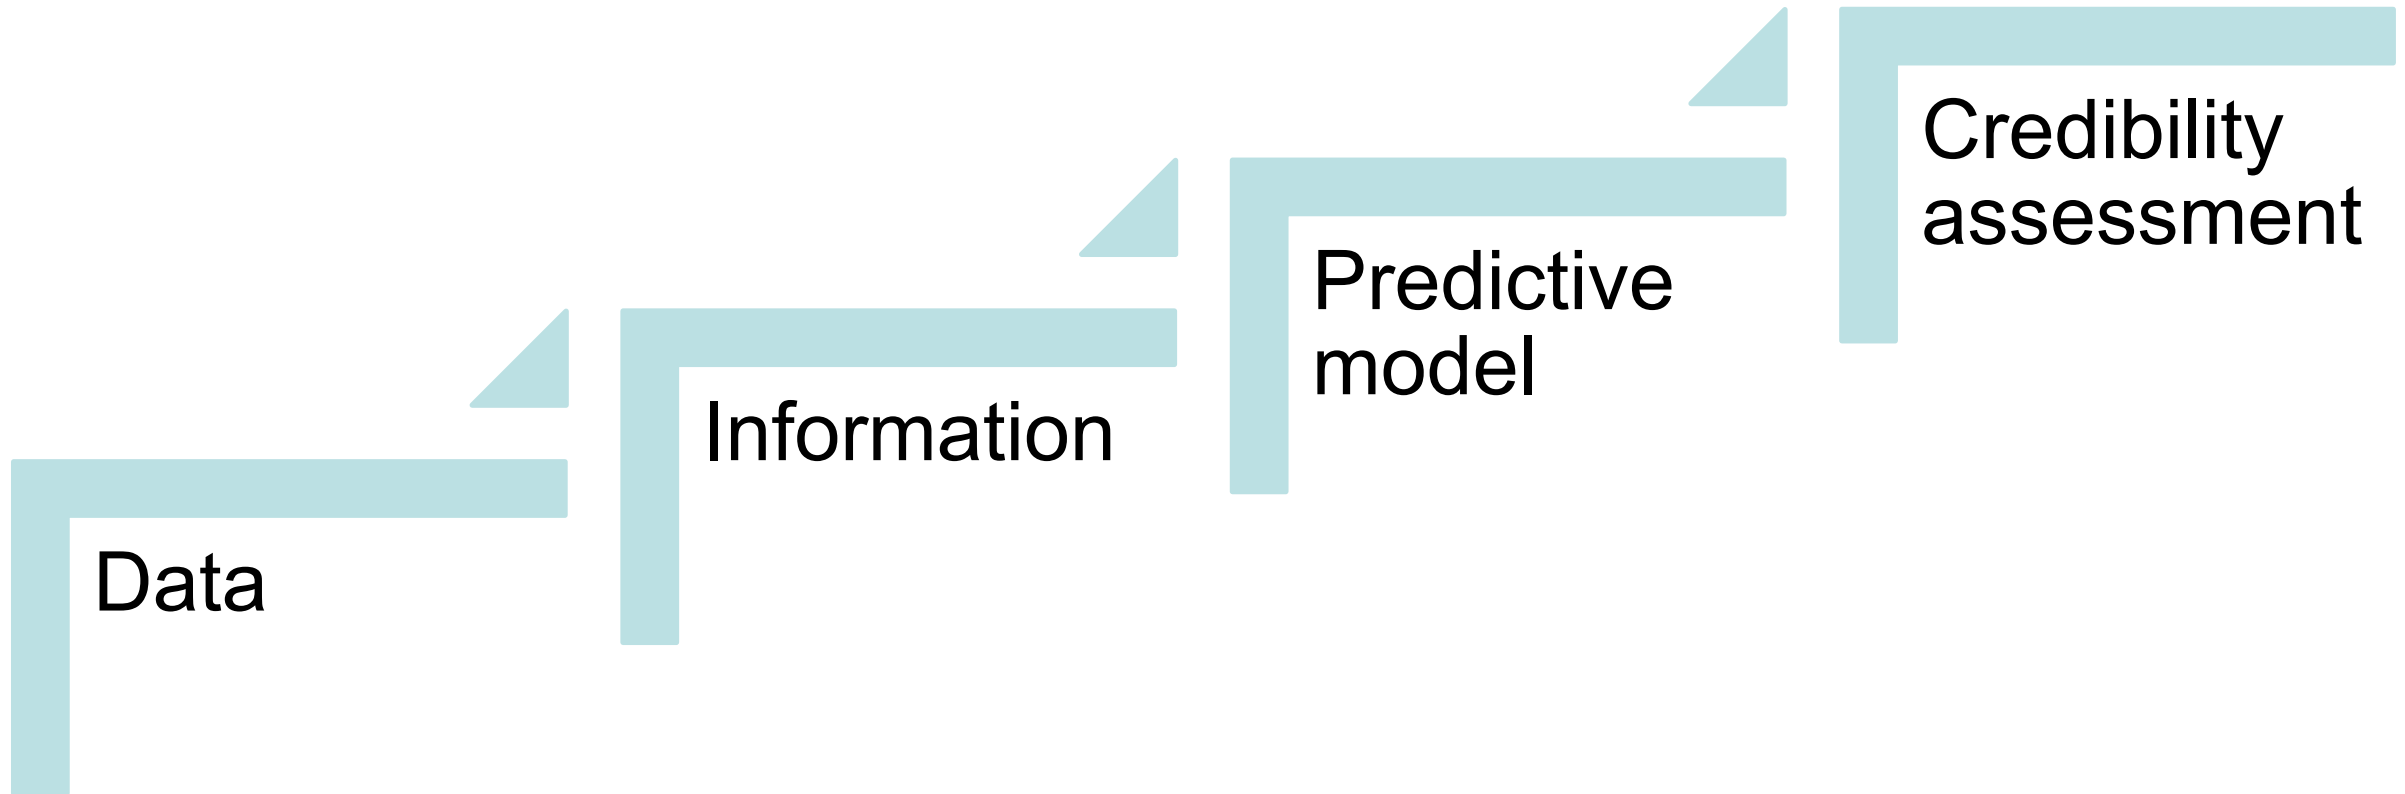 Data
Information
Predictive
model
Credibility
assessment